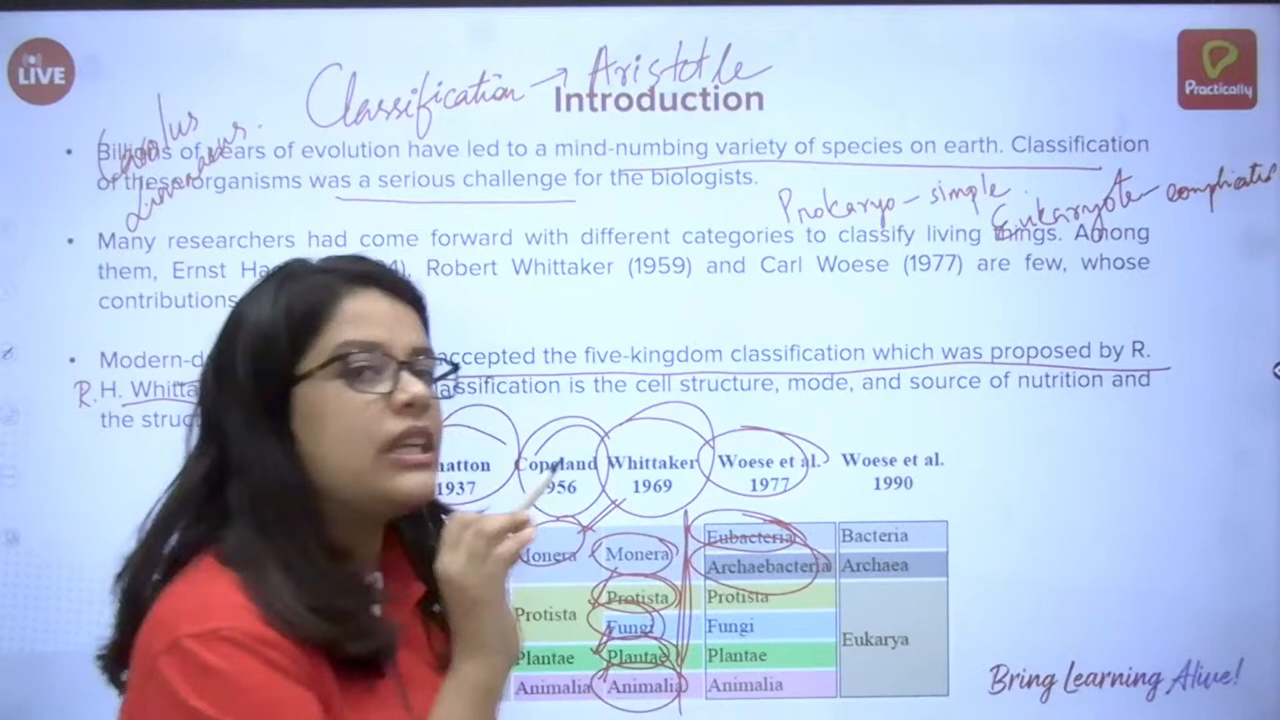 LIVE
Classification → Aristotle
Practically
Introduction
Carolus
Linnaeus.
• Billions of years of evolution have led to a mind-numbing variety of species on earth. Classification
of these organisms was a serious challenge for the biologists.
Prokaryo - simple.
Eukaryote - complicated
• Many researchers had come forward with different categories to classify living things. Among
them, Ernst Robert Whittaker (1959) and Carl Woese (1977) are few, whose
contributions
• Modern-d accepted the five-kingdom classification which was proposed by R.
R. H. Whitta assification is the cell structure, mode, and source of nutrition and
the struc
hatton Copeland Whittaker Woese et al. Woese et al.
1937 956 1969 1977 1990
Monera Monera Eubacteria Bacteria
Archaebacteria Archaea
Protista Protista Protista
Fungi Fungi Eukarya
Plantae Plantae Plantae
Animalia Animalia Animalia
Bring Learning Alive!